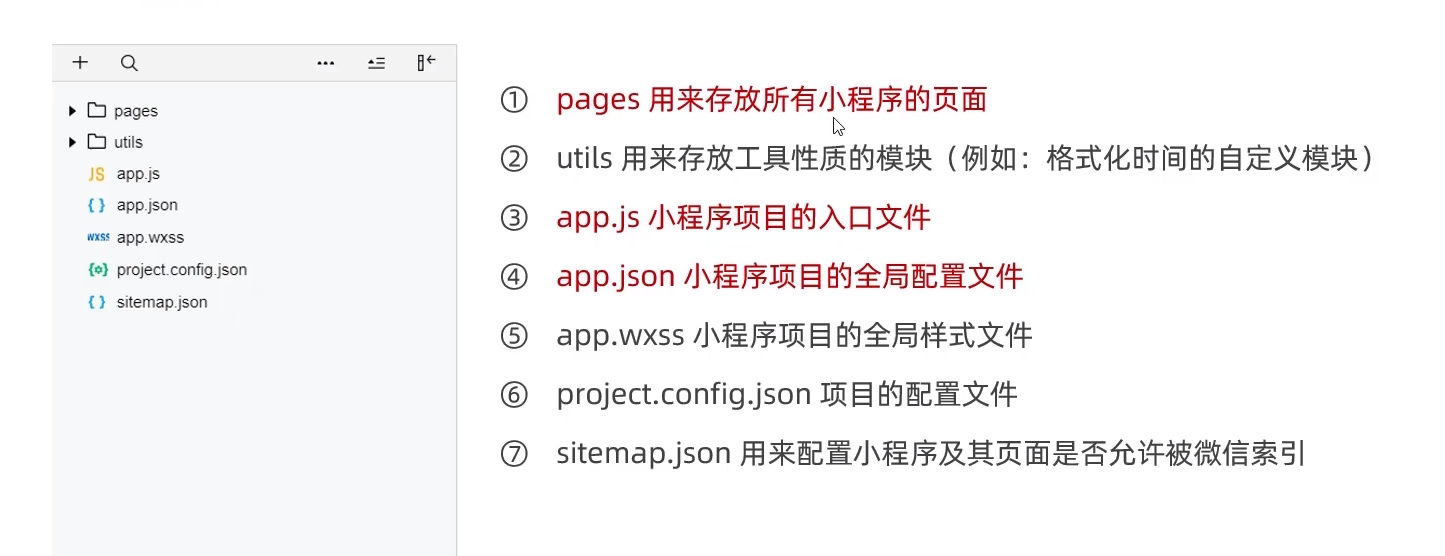 pages
utils
JS app.js
{ } app.json
WXSS app.wxss
project.config.json
{ } sitemap.json
① pages 用来存放所有小程序的页面
② utils 用来存放工具性质的模块（例如：格式化时间的自定义模块）
③ app.js 小程序项目的入口文件
④ app.json 小程序项目的全局配置文件
⑤ app.wxss 小程序项目的全局样式文件
⑥ project.config.json 项目的配置文件
⑦ sitemap.json 用来配置小程序及其页面是否允许被微信索引